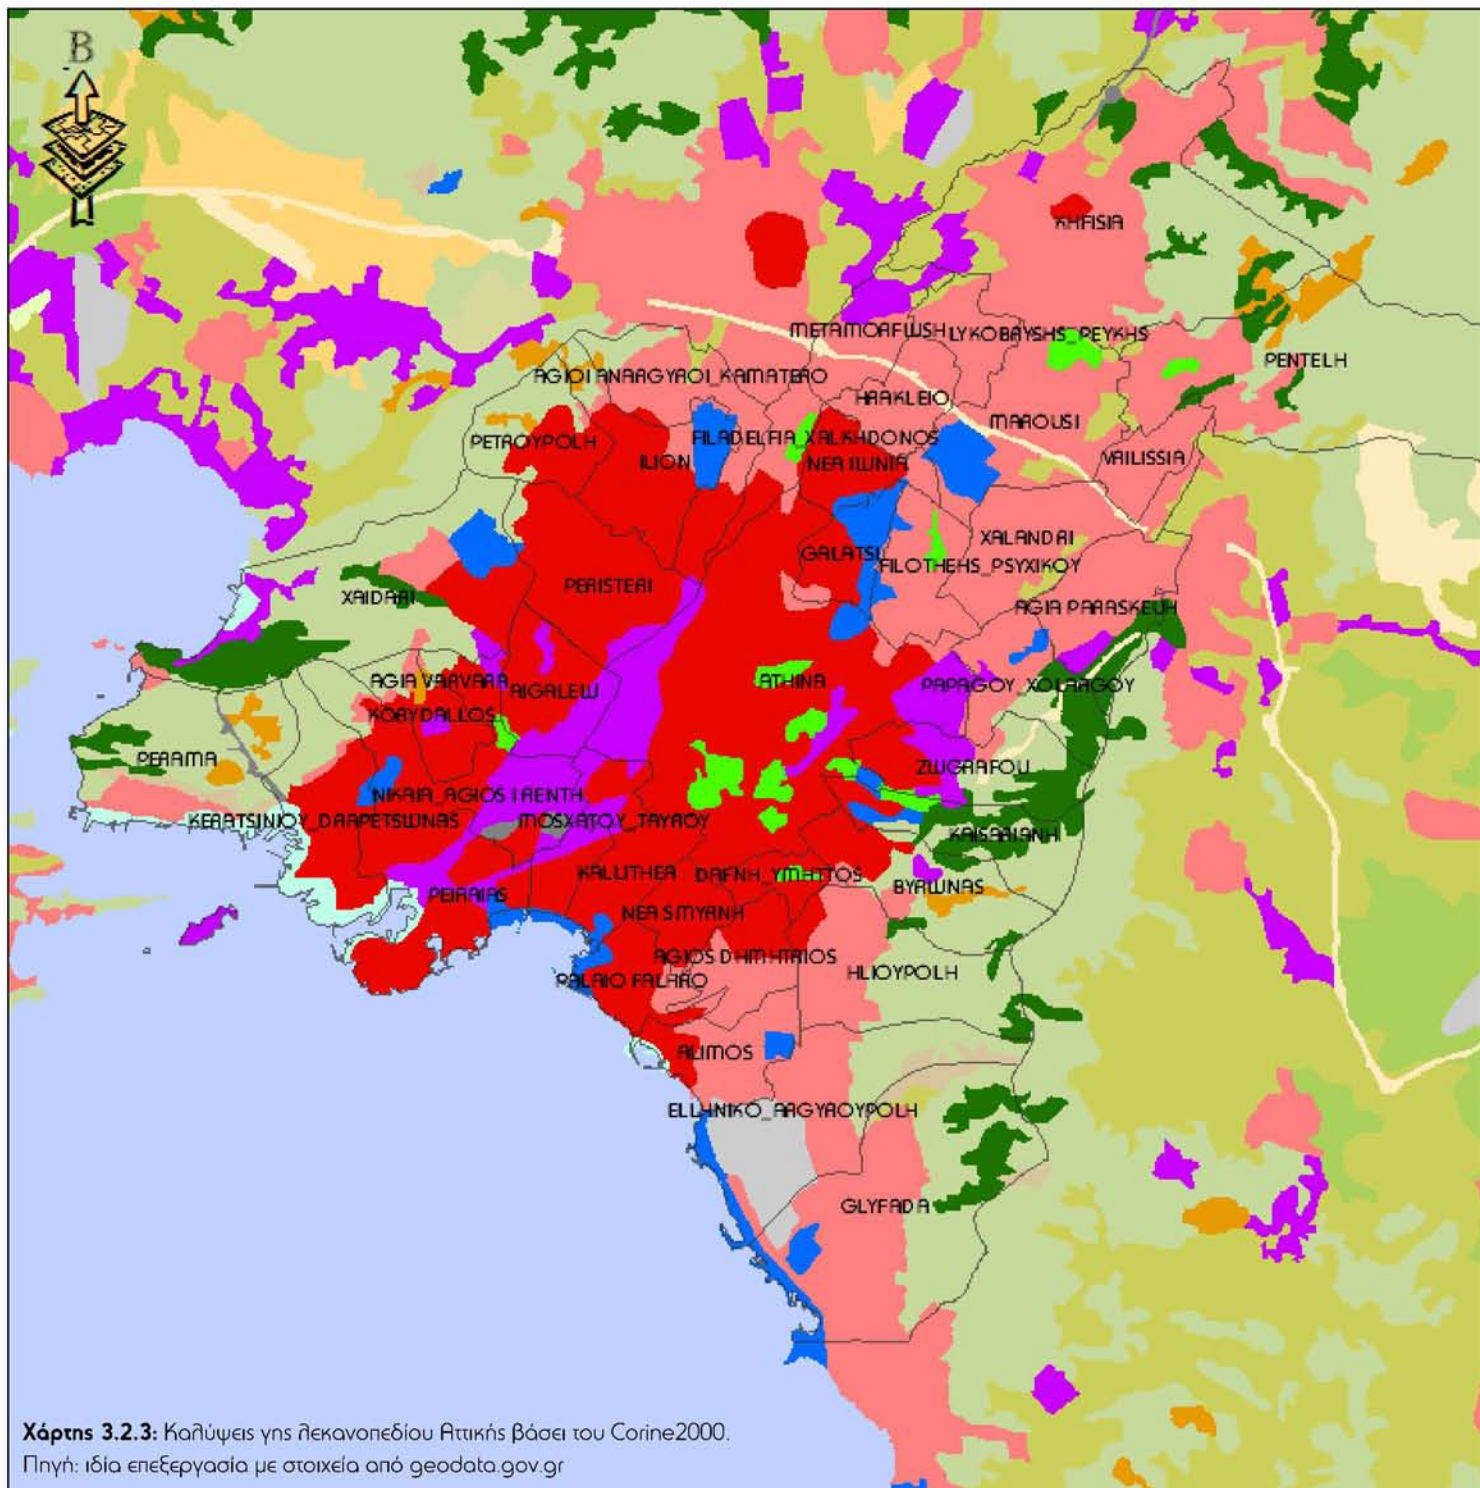 Β
KHFISIA
METAMORFWSH
LYKOBRYSHS_PEYKHS
PENTELH
AGIOI ANARGYROI_KAMATERO
HRAKLEIO
MAROUSI
PETROYPOLH
FILADELFIA_XALKHDONOS
ILION
NEA IWNIA
VRILISSIA
XALANDRI
GALATSI
FILOTHEHS_PSYXIKOY
PERISTERI
XAIDARI
AGIA PARASKEUH
AGIA VARVARA
AIGALEW
ATHINA
PAPAGOY_XOLARGOY
KORYDALLOS
PERAMA
ZWGRAFOU
NIKAIA_AGIOS I RENTH
KERATSINIOY_DRAPETSWNAS
MOSXATOY_TAYROY
KAISARIANH
KALLITHEA
DAFNH_YMHTTOS
BYRWNAS
PEIRAIAS
NEA SMYRNH
AGIOS DHMHTRIOS
HLIOYPOLH
PALAIO FALHRO
ALIMOS
ELLHNIKO_ARGYROYPOLH
GLYFADA
Χάρτης 3.2.3: Καλύψεις γης λεκανοπεδίου Αττικής βάσει του Corine2000.
Πηγή: ιδία επεξεργασία με στοιχεία από geodata.gov.gr